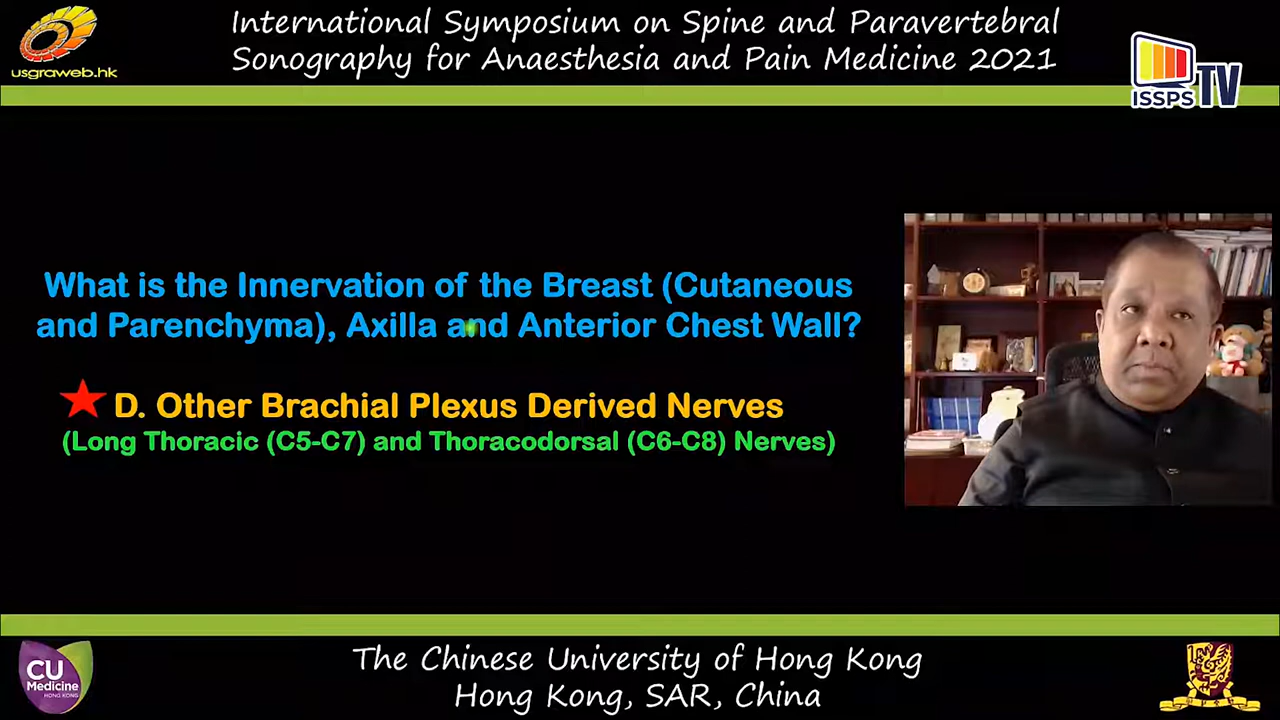 International Symposium on Spine and Paravertebral
Sonography for Anaesthesia and Pain Medicine 2021
usgraweb.hk
ISSPS TV
What is the Innervation of the Breast (Cutaneous
and Parenchyma), Axilla and Anterior Chest Wall?
D. Other Brachial Plexus Derived Nerves
(Long Thoracic (C5-C7) and Thoracodorsal (C6-C8) Nerves)
CU
Medicine
HONG KONG
The Chinese University of Hong Kong
Hong Kong, SAR, China